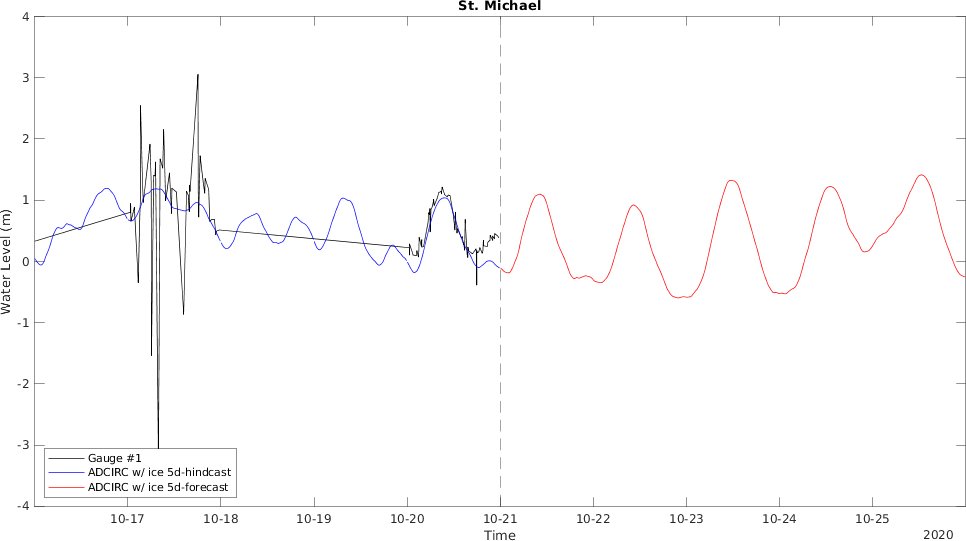 St. Michael
Water Level (m)
4
3
2
1
0
-1
-2
-3
-4
Gauge #1
ADCIRC w/ ice 5d-hindcast
ADCIRC w/ ice 5d-forecast
10-17 10-18 10-19 10-20 10-21 10-22 10-23 10-24 10-25
Time
2020